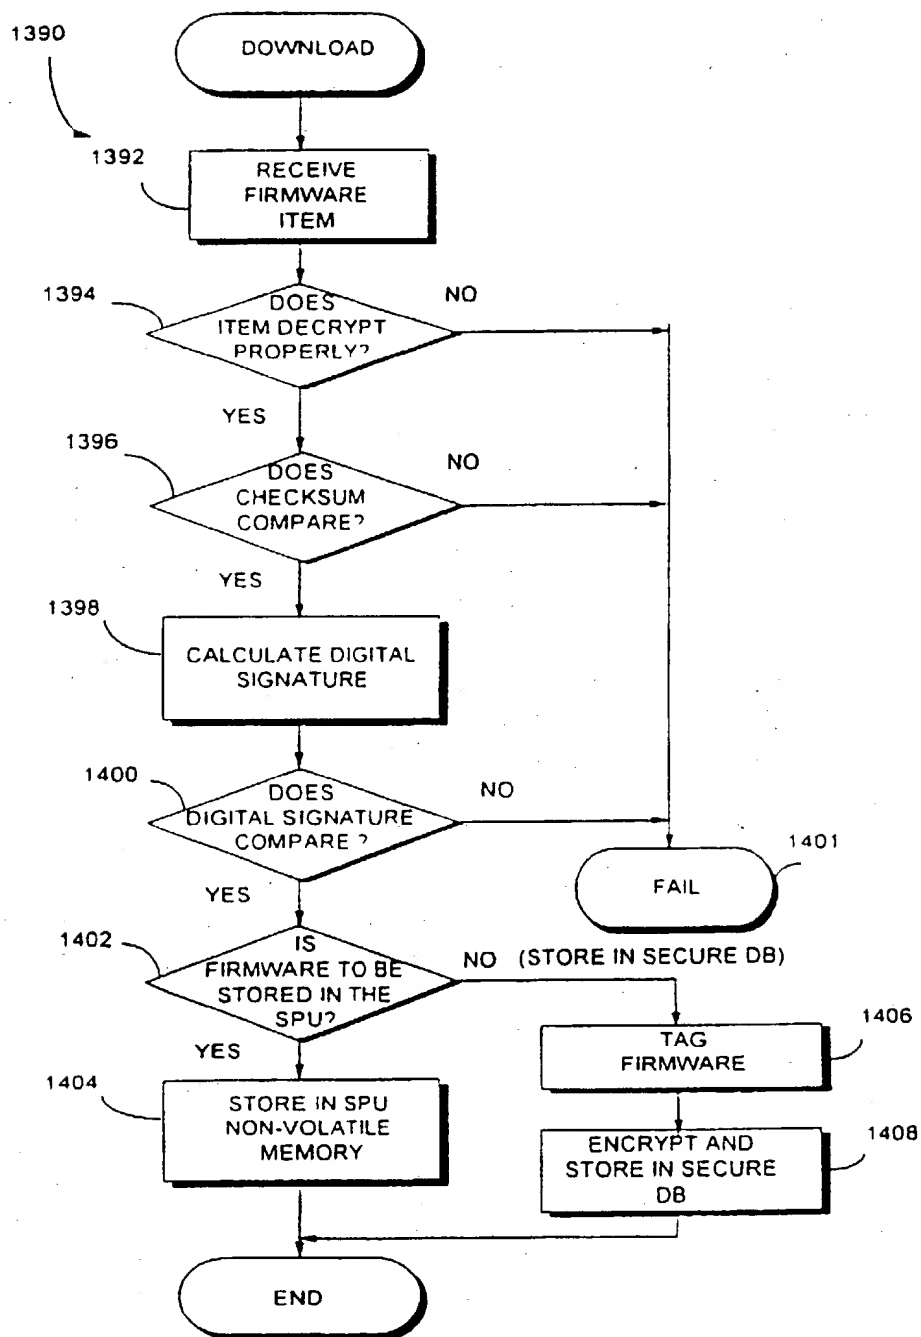 1390
DOWNLOAD
1392
RECEIVE
FIRMWARE
ITEM
1394
DOES
ITEM DECRYPT
PROPERLY?
NO
YES
1396
DOES
CHECKSUM
COMPARE?
NO
YES
1398
CALCULATE DIGITAL
SIGNATURE
1400
DOES
DIGITAL SIGNATURE
COMPARE ?
NO
1401
FAIL
YES
1402
IS
FIRMWARE TO BE
STORED IN THE
SPU?
NO (STORE IN SECURE DB)
YES
1406
TAG
FIRMWARE
1404
STORE IN SPU
NON-VOLATILE
MEMORY
1408
ENCRYPT AND
STORE IN SECURE
DB
END